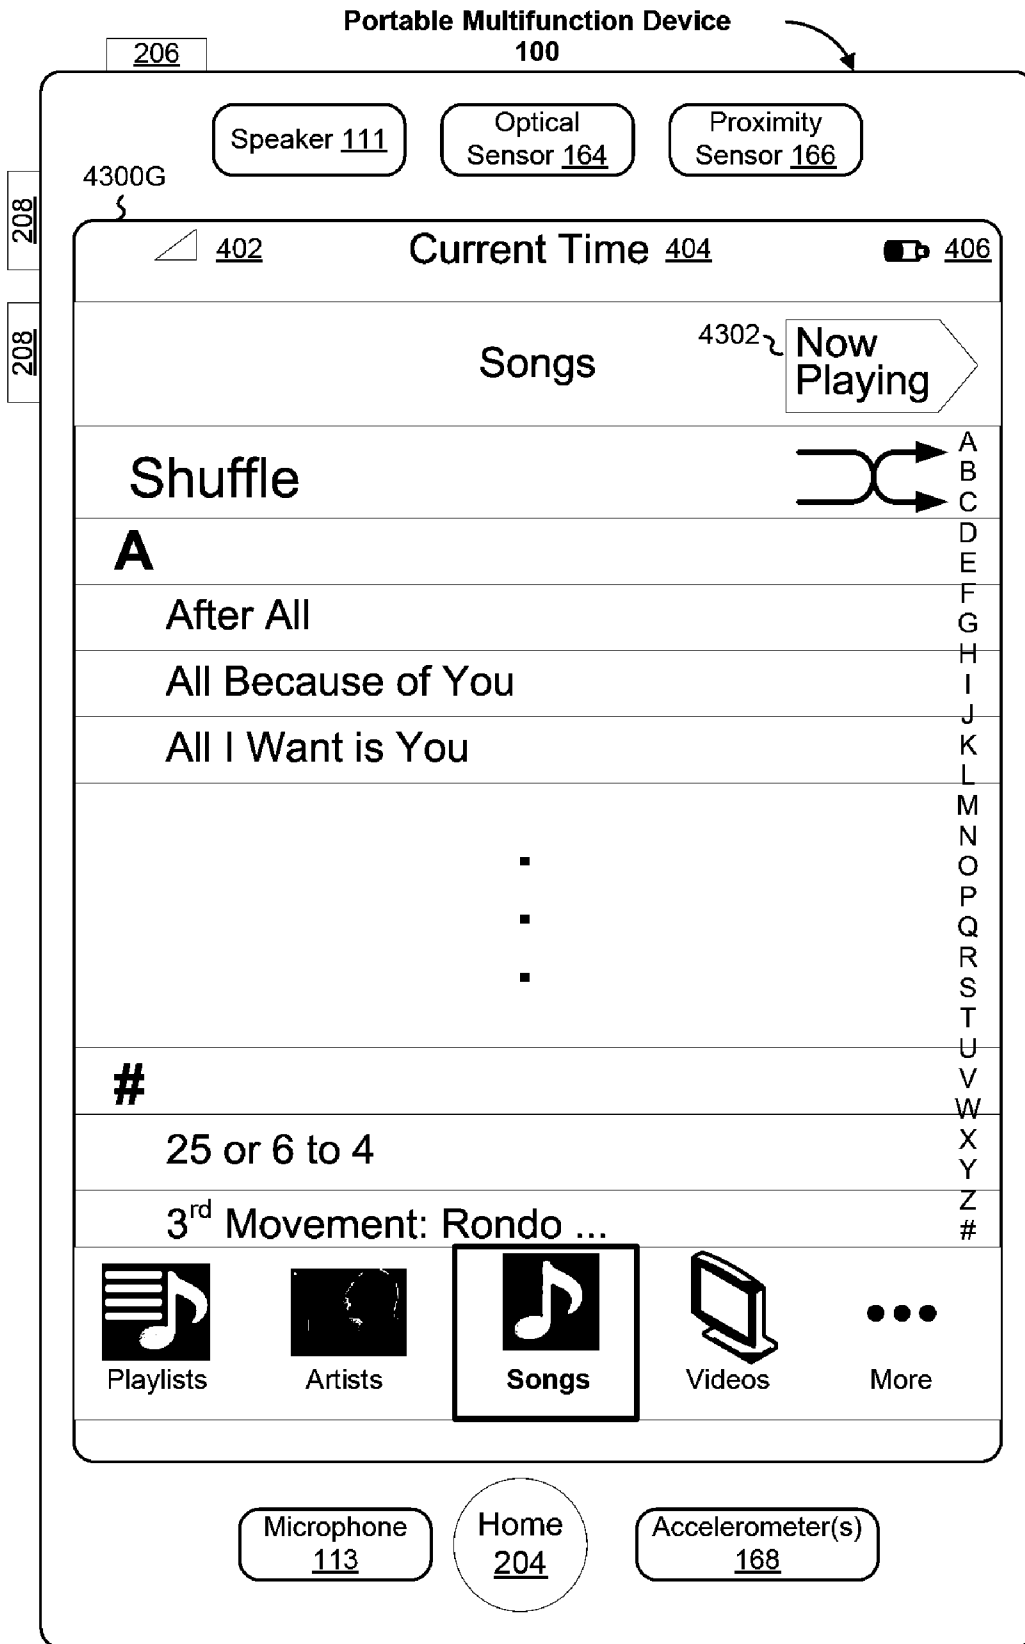 Portable Multifunction Device
100
206
Speaker 111
Optical
Sensor 164
Proximity
Sensor 166
4300G
208
208
402
Current Time 404
406
Songs
4302
Now
Playing
Shuffle
A
After All
All Because of You
All I Want is You
#
25 or 6 to 4
3rd Movement: Rondo ...
A
B
C
D
E
F
G
H
I
J
K
L
M
N
O
P
Q
R
S
T
U
V
W
X
Y
Z
#
Playlists
Artists
Songs
Videos
More
Microphone
113
Home
204
Accelerometer(s)
168